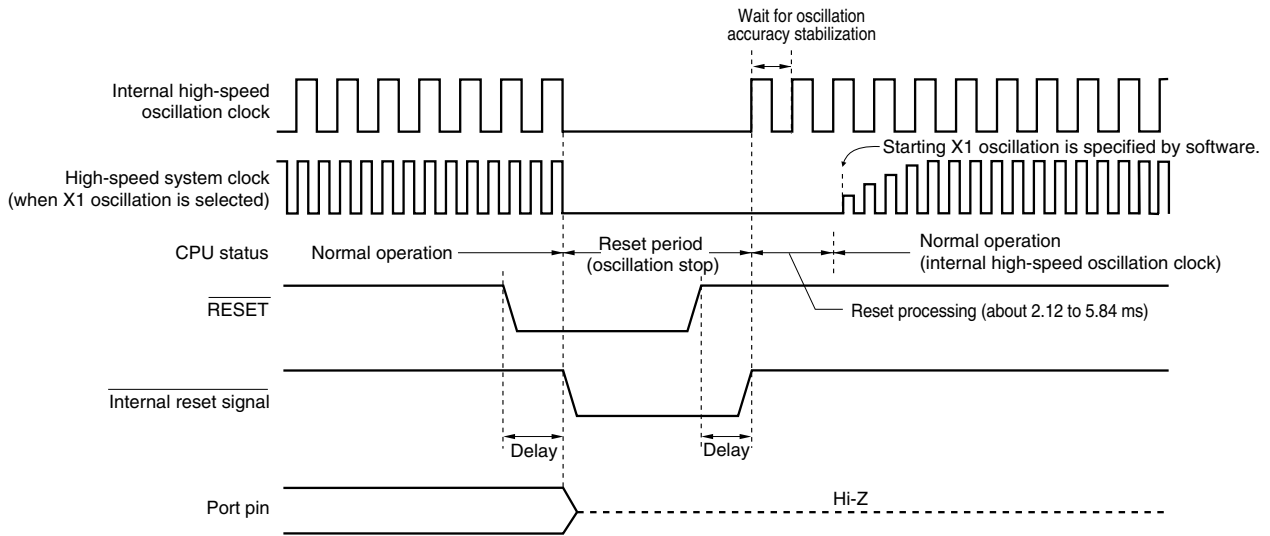 Wait for oscillation
accuracy stabilization
Internal high-speed
oscillation clock
Starting X1 oscillation is specified by software.
High-speed system clock
(when X1 oscillation is selected)
CPU status
Normal operation
Reset period
(oscillation stop)
Normal operation
(internal high-speed oscillation clock)
RESET
Reset processing (about 2.12 to 5.84 ms)
Internal reset signal
Delay
Delay
Port pin
Hi-Z